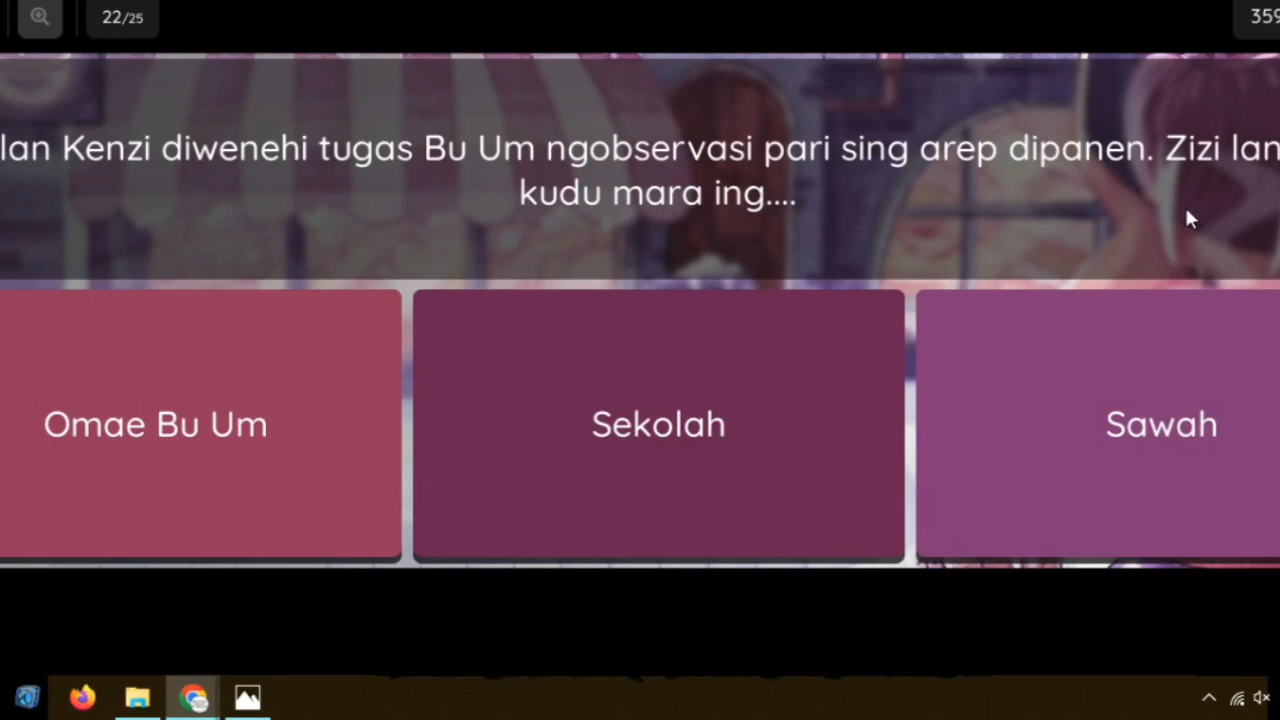 22/25
359
lan Kenzi diwenehi tugas Bu Um ngobservasi pari sing arep dipanen. Zizi lan
kudu mara ing....
Omae Bu Um
Sekolah
Sawah